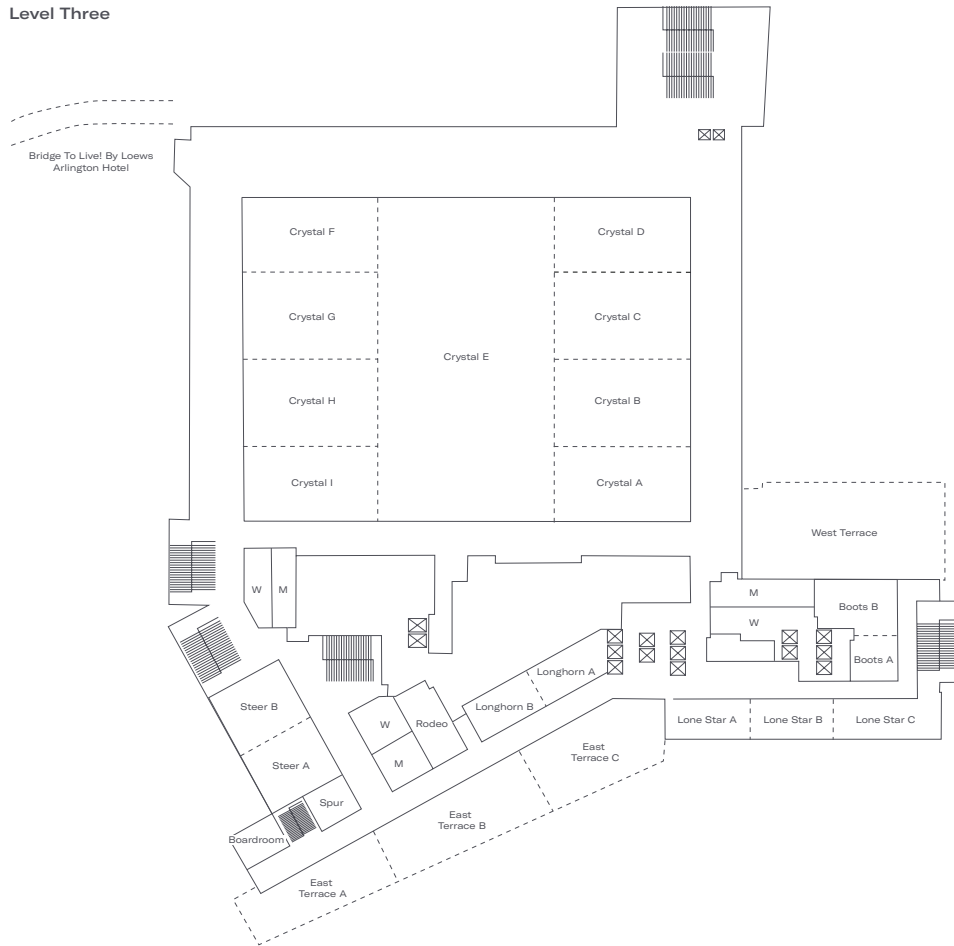 Level Three
Bridge To Live! By Loews
Arlington Hotel
Crystal F
Crystal D
Crystal G
Crystal C
Crystal E
Crystal H
Crystal B
Crystal I
Crystal A
West Terrace
W
M
M
W
Boots B
Boots A
Longhorn A
Longhorn B
Steer B
Steer A
W
M
Rodeo
Lone Star A
Lone Star B
Lone Star C
East
Terrace C
Spur
Boardroom
East
Terrace B
East
Terrace A